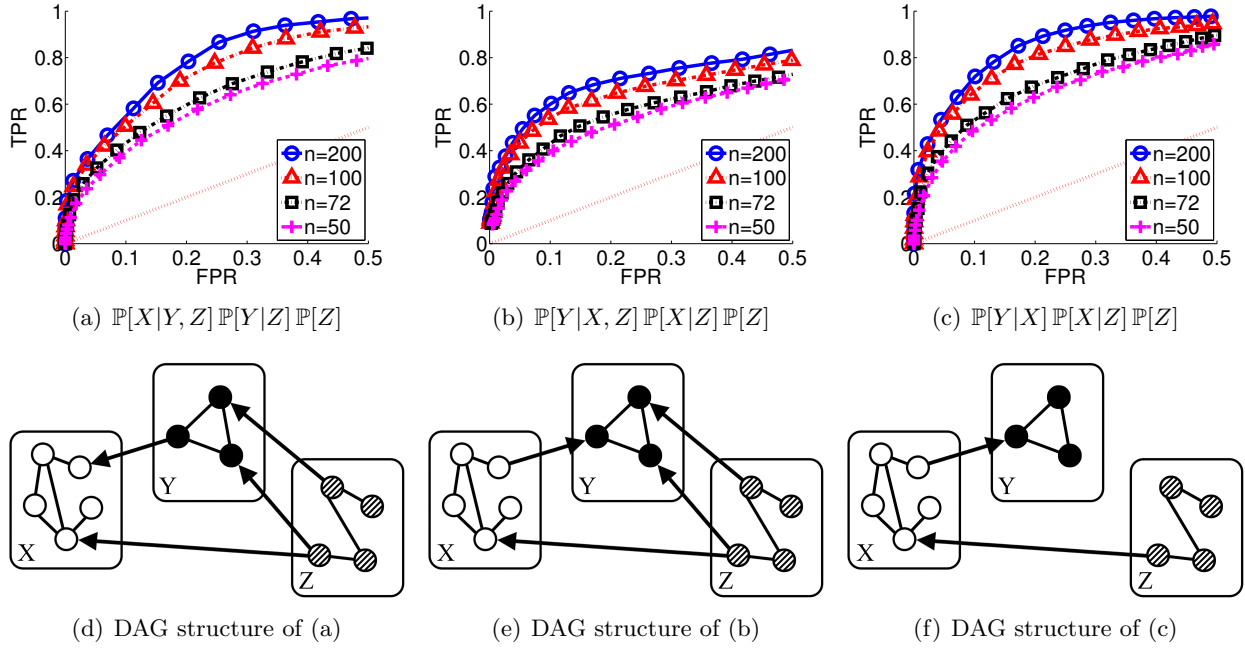 1
0.8
0.6
0.4
0.2
0
TPR
0 0.1 0.2 0.3 0.4 0.5
FPR
n=200
n=100
n=72
n=50
(a) ℙ[X|Y, Z] ℙ[Y|Z] ℙ[Z]
1
0.8
0.6
0.4
0.2
0
TPR
0 0.1 0.2 0.3 0.4 0.5
FPR
n=200
n=100
n=72
n=50
(b) ℙ[Y|X, Z] ℙ[X|Z] ℙ[Z]
1
0.8
0.6
0.4
0.2
0
TPR
0 0.1 0.2 0.3 0.4 0.5
FPR
n=200
n=100
n=72
n=50
(c) ℙ[Y|X] ℙ[X|Z] ℙ[Z]
Y
X
Z
(d) DAG structure of (a)
Y
X
Z
(e) DAG structure of (b)
Y
X
Z
(f) DAG structure of (c)